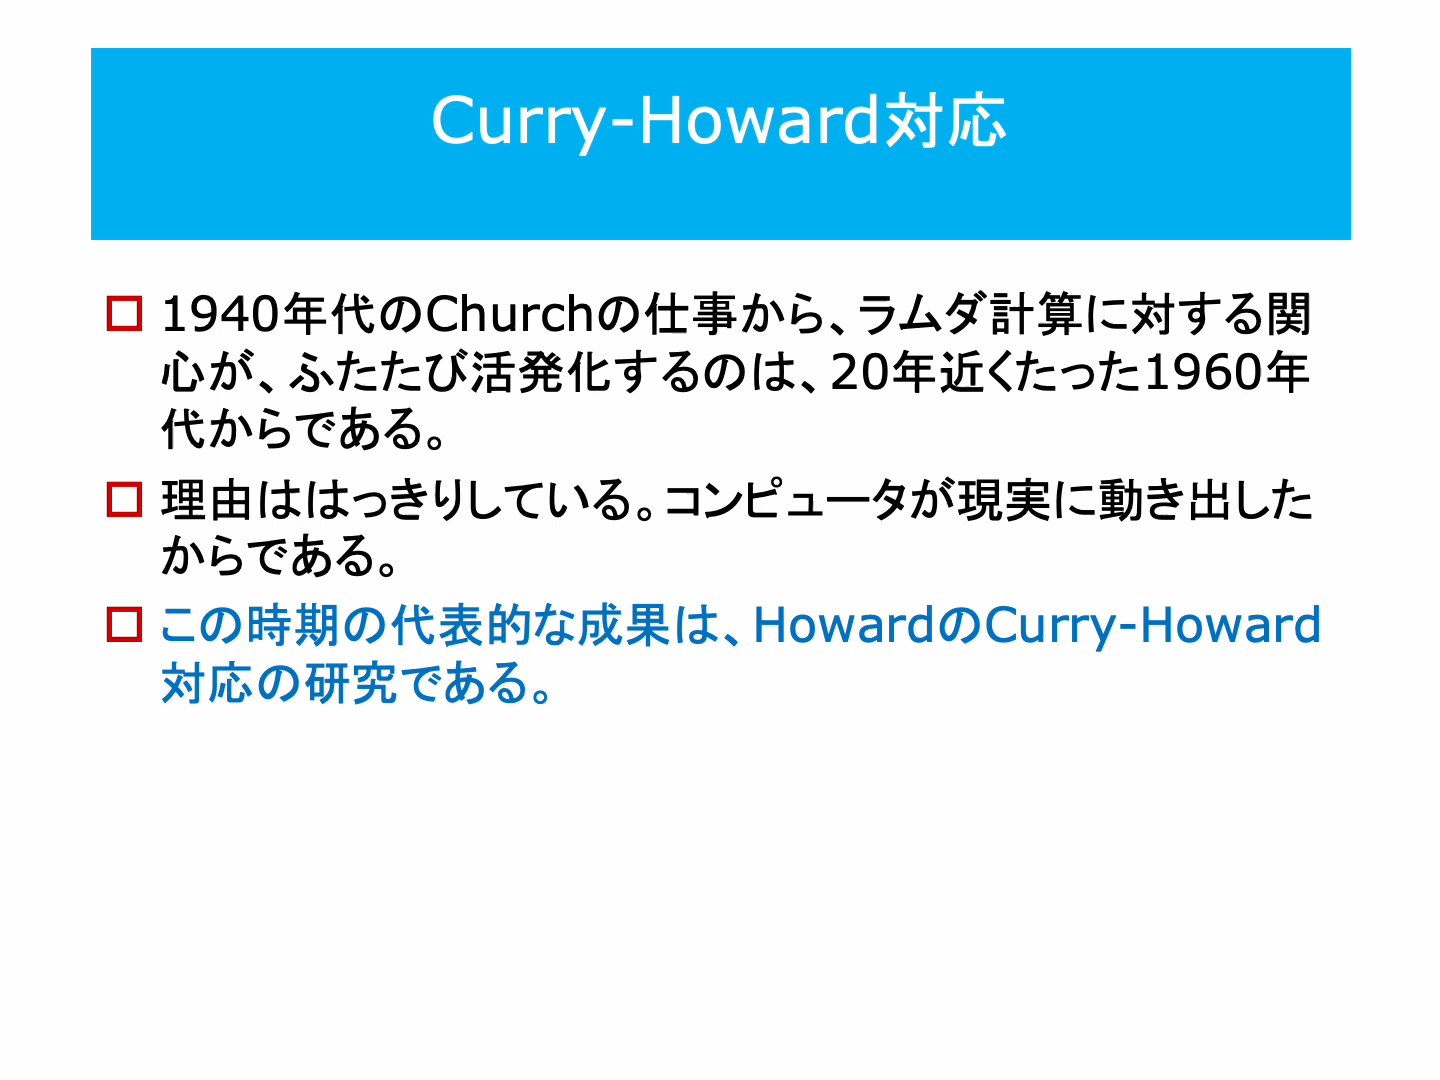 Curry-Howard対応
1940年代のChurchの仕事から、ラムダ計算に対する関
心が、ふたたび活発化するのは、20年近くたった1960年
代からである。
理由ははっきりしている。コンピュータが現実に動き出した
からである。
この時期の代表的な成果は、HowardのCurry-Howard
対応の研究である。